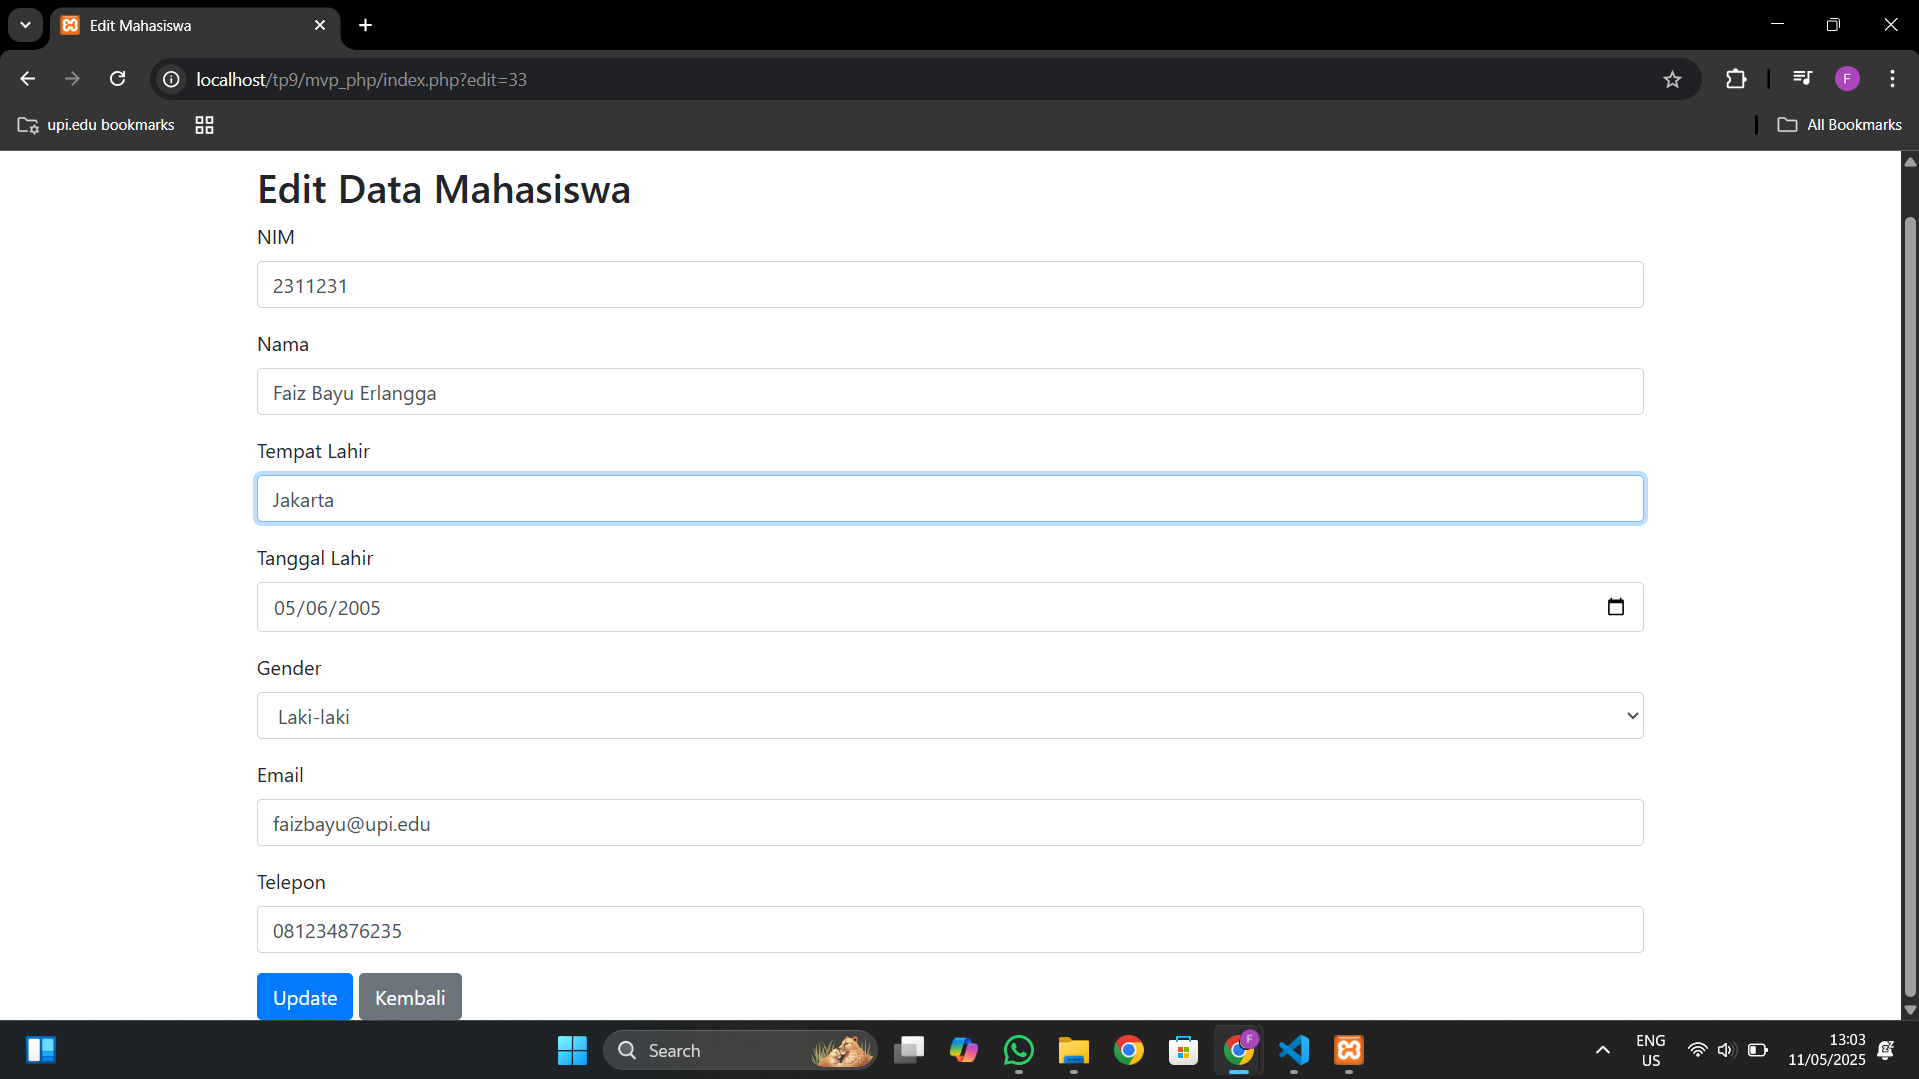 Edit Mahasiswa
localhost/tp9/mvp_php/index.php?edit=33
F
upi.edu bookmarks
All Bookmarks
Edit Data Mahasiswa
NIM
2311231
Nama
Faiz Bayu Erlangga
Tempat Lahir
Jakarta
Tanggal Lahir
05/06/2005
Gender
Laki-laki
Email
faizbayu@upi.edu
Telepon
081234876235
Update Kembali
Search
F
ENG
US
13:03
11/05/2025